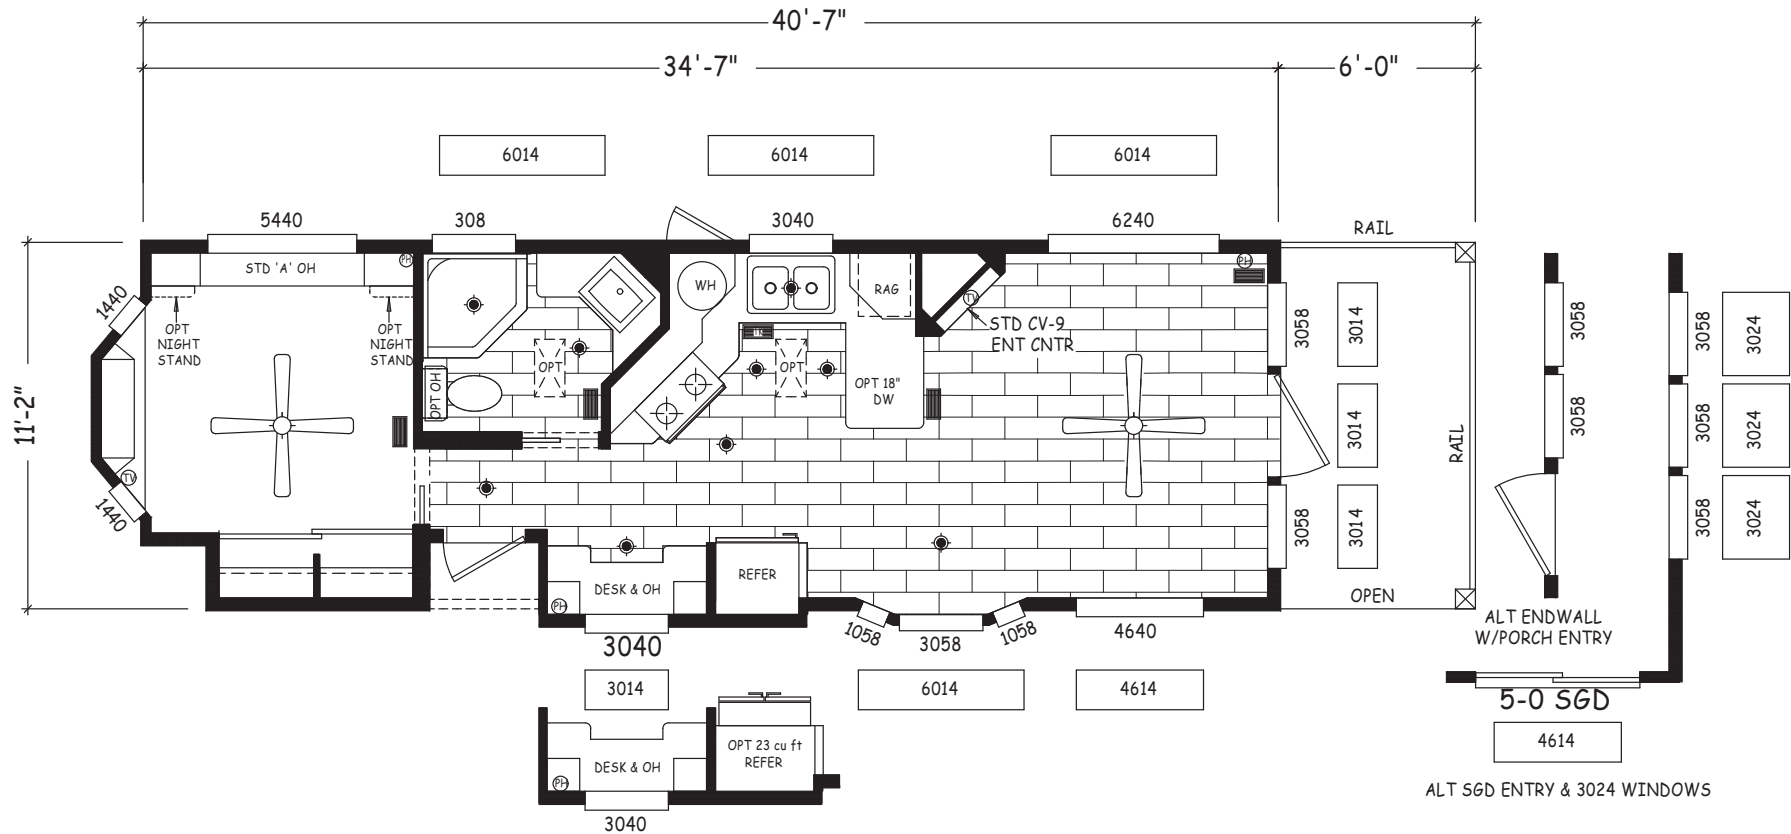 40'-7"
34'-7"
6'-0"
6014
6014
6014
5440
308
3040
6240
RAIL
STD 'A' OH
PH
PH
WH
RAG
1440
OPT
NIGHT
STAND
OPT
NIGHT
STAND
TV
STD CV-9
ENT CNTR
3058
3014
3058
3058
3024
OPT
OPT
OPT OH
OPT 18"
DW
11'-2"
3014
RAIL
3058
3058
3024
TV
1440
3058
3014
3058
3024
REFER
DESK & OH
PH
OPEN
1058
3058
1058
4640
ALT ENDWALL
W/PORCH ENTRY
3040
3014
6014
4614
5-0 SGD
4614
OPT 23 cu ft
REFER
DESK & OH
PH
3040
ALT SGD ENTRY & 3024 WINDOWS